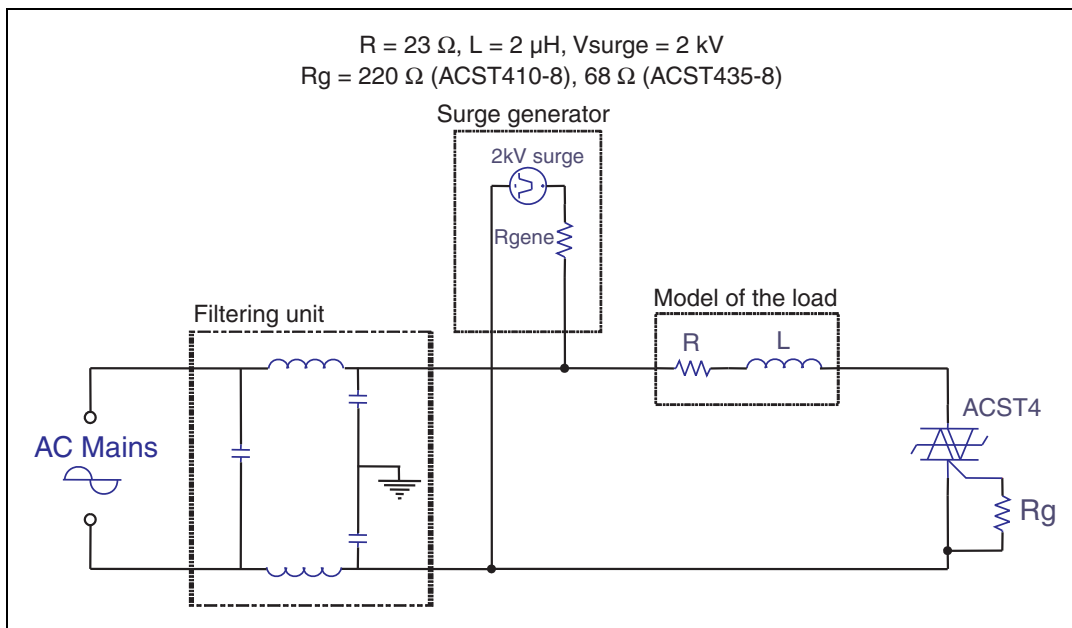 R = 23 Ω, L = 2 µH, Vsurge = 2 kV
Rg = 220 Ω (ACST410-8), 68 Ω (ACST435-8)
Surge generator
2kV surge
Rgene
Filtering unit
Model of the load
R
L
ACST4
AC Mains
Rg